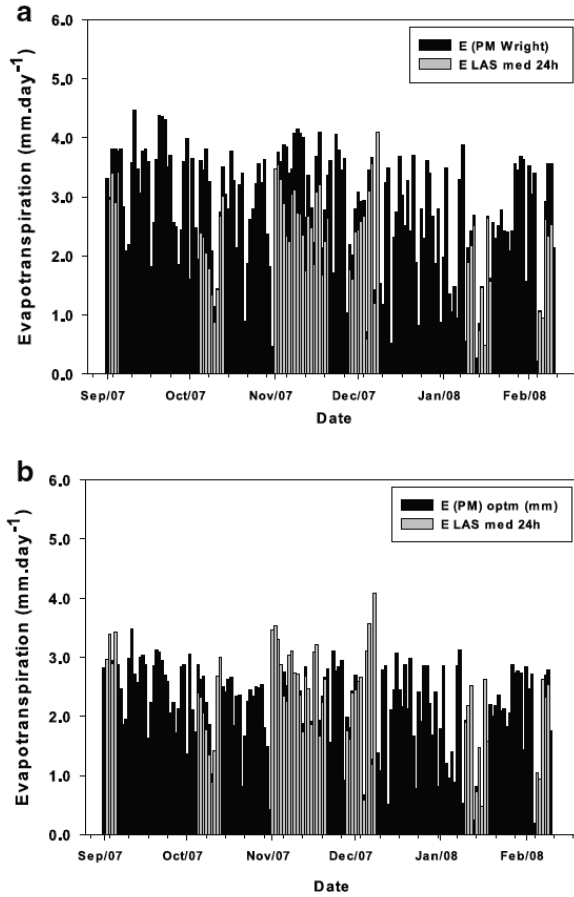 a
6.0
5.0
4.0
3.0
2.0
1.0
0.0
Evapotranspiration (mm.day-1)
E (PM Wright)
E LAS med 24h
Sep/07 Oct/07 Nov/07 Dec/07 Jan/08 Feb/08
Date
b
6.0
5.0
4.0
3.0
2.0
1.0
0.0
Evapotranspiration (mm.day-1)
E (PM) optm (mm)
E LAS med 24h
Sep/07 Oct/07 Nov/07 Dec/07 Jan/08 Feb/08
Date